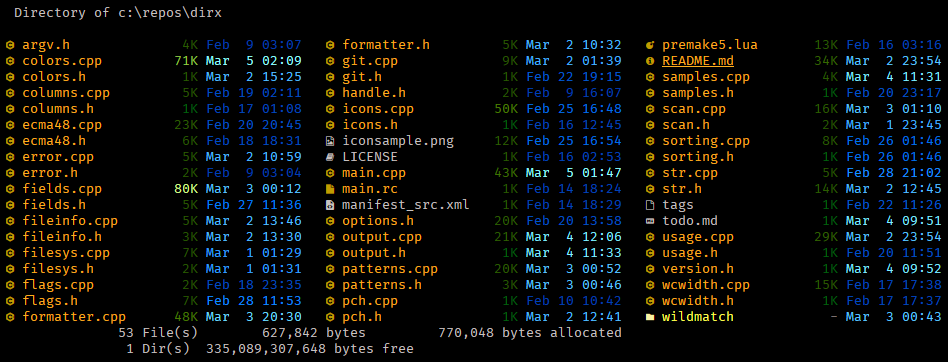 Directory of c:\repos\dirx
argv.h 4K Feb 9 03:07 formatter.h 5K Mar 2 10:32 premake5.lua 13K Feb 16 03:16
colors.cpp 71K Mar 5 02:09 git.cpp 9K Mar 2 01:39 README.md 34K Mar 2 23:54
colors.h 1K Mar 2 15:25 git.h 3K Feb 22 19:15 samples.cpp 4K Mar 4 11:31
columns.cpp 5K Feb 19 02:11 handle.h 2K Feb 9 16:07 samples.h 1K Feb 20 23:17
columns.h 1K Feb 17 01:08 icons.cpp 50K Feb 25 16:48 scan.cpp 16K Mar 3 01:10
ecma48.cpp 23K Feb 20 20:45 icons.h 1K Feb 16 12:45 scan.h 2K Mar 1 23:45
ecma48.h 6K Feb 18 18:31 iconsample.png 12K Feb 25 16:54 sorting.cpp 8K Feb 26 01:46
error.cpp 5K Mar 2 10:59 LICENSE 1K Feb 16 02:53 sorting.h 1K Feb 26 01:46
error.h 2K Feb 9 03:04 main.cpp 43K Mar 5 01:47 str.cpp 5K Feb 28 21:02
fields.cpp 80K Mar 3 00:12 main.rc 1K Feb 14 18:24 str.h 14K Mar 2 12:45
fields.h 5K Feb 27 11:36 manifest_src.xml 1K Feb 14 18:29 tags 1K Feb 22 11:26
fileinfo.cpp 5K Mar 2 13:46 options.h 20K Feb 20 13:58 todo.md 1K Mar 4 09:51
fileinfo.h 3K Mar 2 13:30 output.cpp 21K Mar 4 12:06 usage.cpp 29K Mar 2 23:54
filesys.cpp 7K Mar 1 01:29 output.h 1K Mar 4 11:33 usage.h 1K Feb 20 11:51
filesys.h 2K Mar 1 01:31 patterns.cpp 20K Mar 3 00:52 version.h 1K Mar 4 09:52
flags.cpp 2K Feb 18 23:35 patterns.h 3K Mar 3 00:46 wcwidth.cpp 15K Feb 17 17:38
flags.h 7K Feb 28 11:53 pch.cpp 1K Feb 10 10:42 wcwidth.h 1K Feb 17 17:37
formatter.cpp 48K Mar 3 20:30 pch.h 1K Mar 2 12:41 wildmatch - Mar 3 00:43
53 File(s) 627,842 bytes 770,048 bytes allocated
1 Dir(s) 335,089,307,648 bytes free